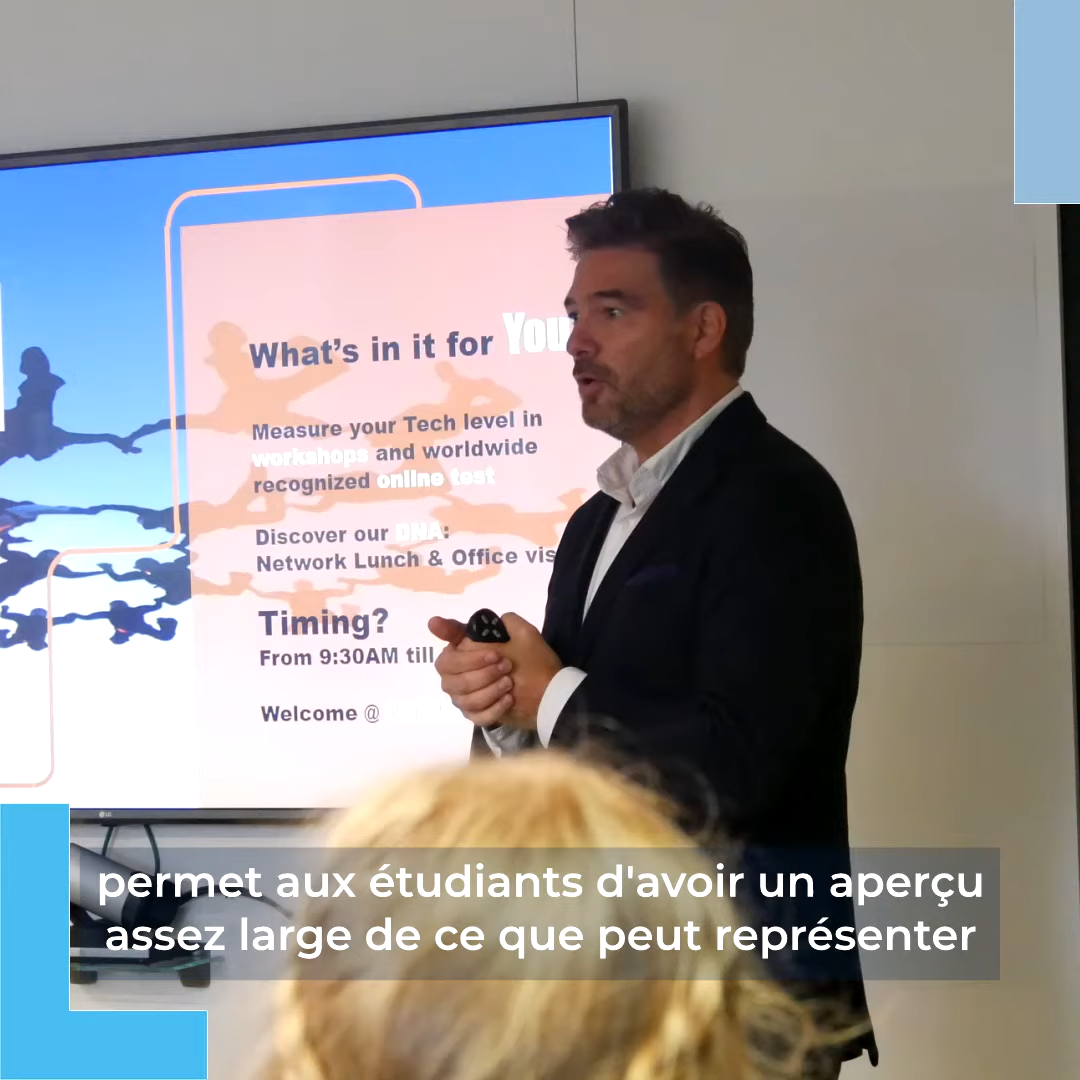 What's in it for You
Measure your Tech level in
workshops and worldwide
recognized online test
Discover our DNA:
Network Lunch & Office vis
Timing?
From 9:30AM till
Welcome @
LG
permet aux étudiants d'avoir un aperçu
assez large de ce que peut représenter